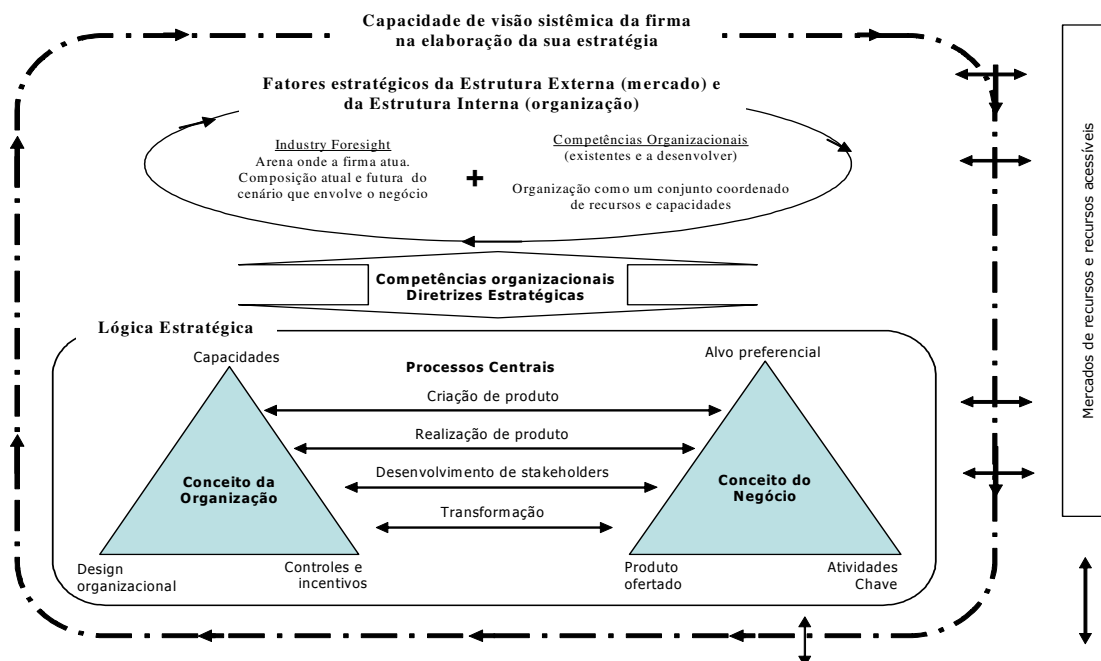 Capacidade de visão sistêmica da firma
na elaboração da sua estratégia
Fatores estratégicos da Estrutura Externa (mercado) e
da Estrutura Interna (organização)
Industry Foresight
Arena onde a firma atua.
Composição atual e futura do
cenário que envolve o negócio
+
Competências Organizacionais
(existentes e a desenvolver)
Organização como um conjunto coordenado
de recursos e capacidades
Competências organizacionais
Diretrizes Estratégicas
Lógica Estratégica
Capacidades
Processos Centrais
Alvo preferencial
Criação de produto
Realização de produto
Desenvolvimento de stakeholders
Transformação
Conceito da
Organização
Conceito do
Negócio
Design
organizacional
Controles e
incentivos
Produto
ofertado
Atividades
Chave
Mercados de recursos e recursos acessíveis